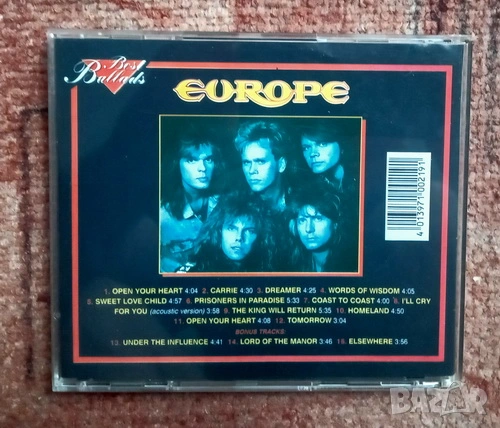 Best
Ballads
EUROPE
4 013971 002191
1. OPEN YOUR HEART 4:04 2. CARRIE 4:30 3. DREAMER 4:25 4. WORDS OF WISDOM 4:05
5. SWEET LOVE CHILD 4:57 6. PRISONERS IN PARADISE 5:33 7. COAST TO COAST 4:00 8. I'LL CRY
FOR YOU (acoustic version) 3:58 9. THE KING WILL RETURN 5:35 10. HOMELAND 4:50
11. OPEN YOUR HEART 4:08 12. TOMORROW 3:04
BONUS TRACKS:
13. UNDER THE INFLUENCE 4:41 14. LORD OF THE MANOR 3:46 15. ELSEWHERE 3:56
BAZAR